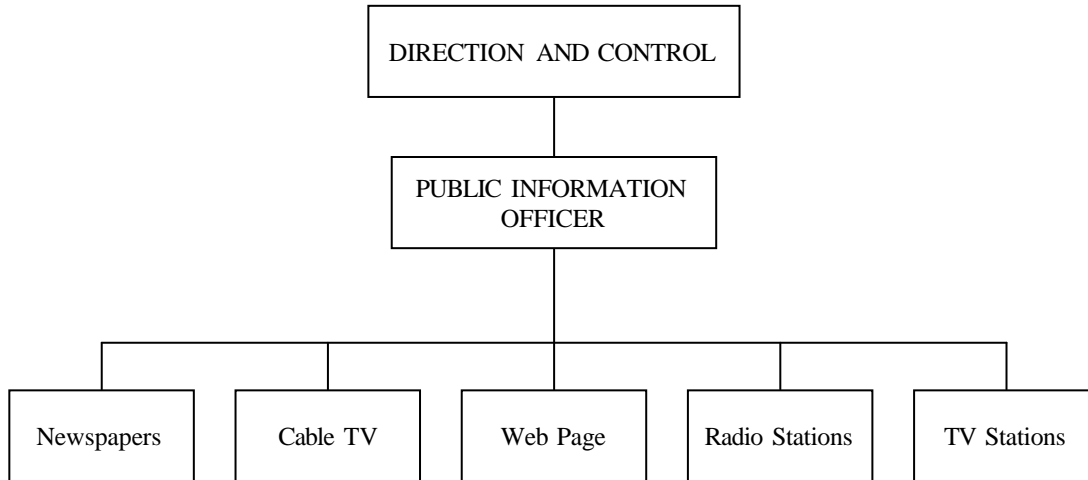 DIRECTION AND CONTROL
PUBLIC INFORMATION
OFFICER
Newspapers
Cable TV
Web Page
Radio Stations
TV Stations